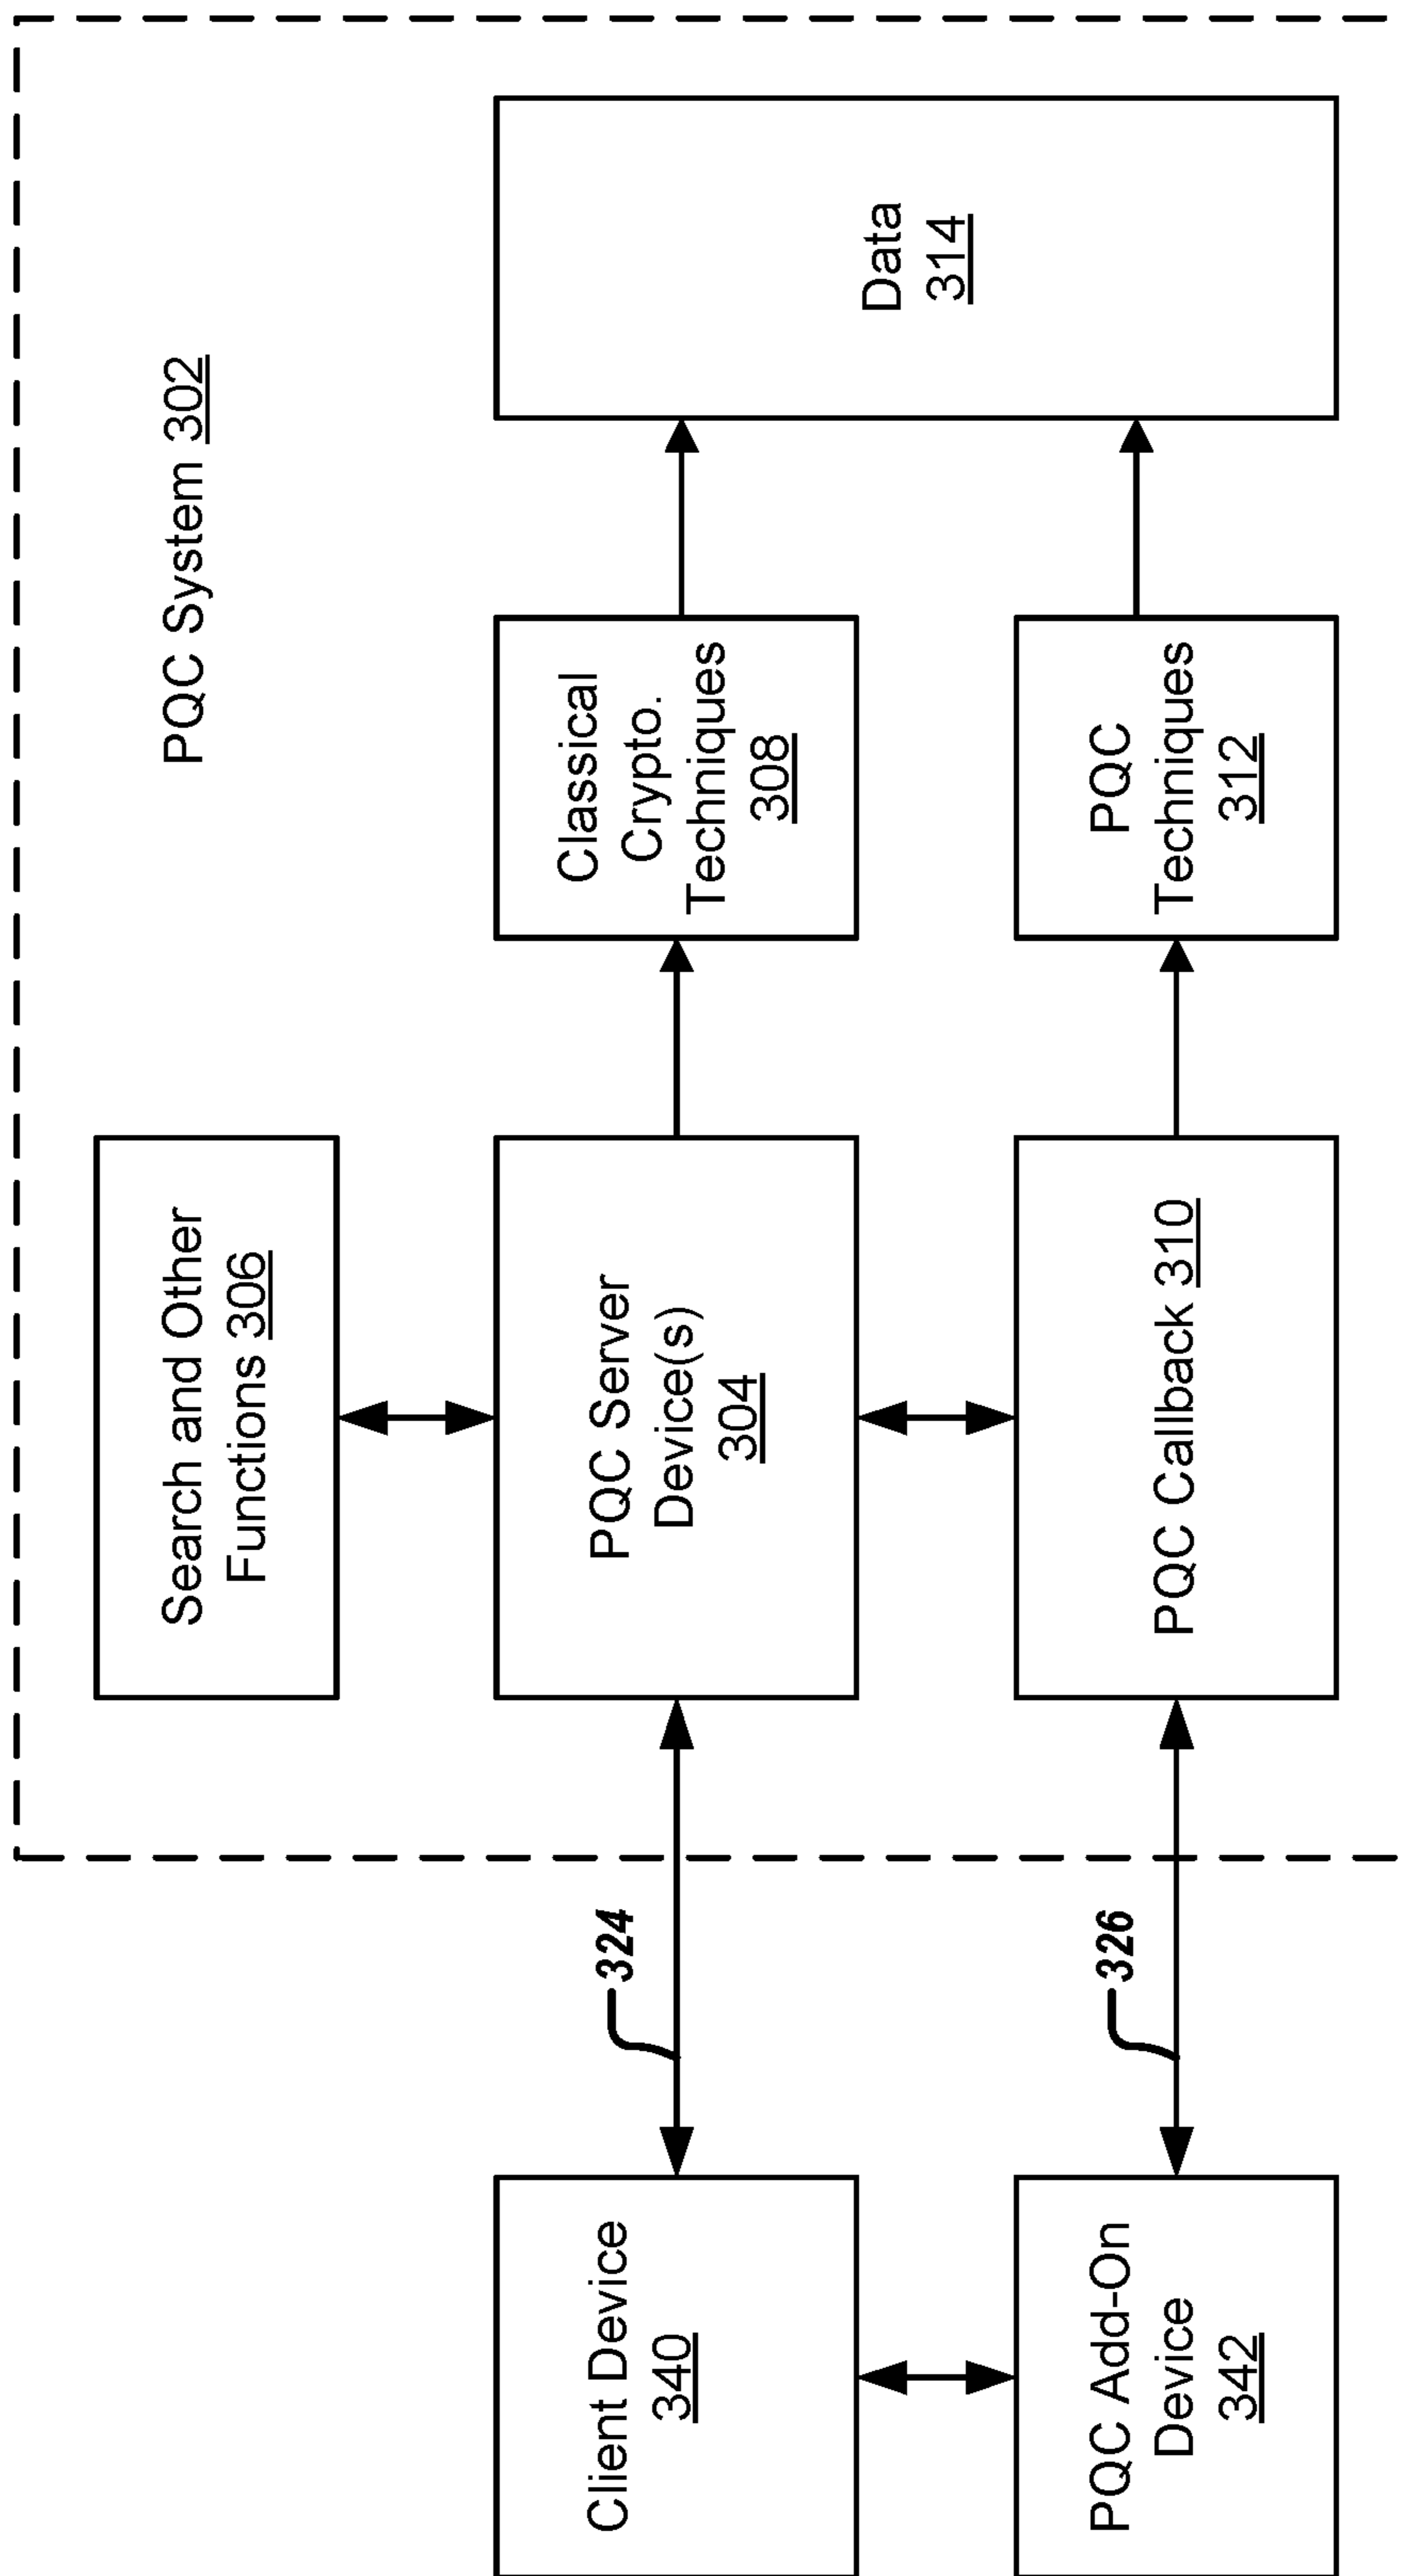 PQC System 302
Search and Other
Functions 306
Client Device
340
324
PQC Server
Device(s)
304
Classical
Crypto.
Techniques
308
Data
314
PQC Add-On
Device
342
326
PQC Callback 310
PQC
Techniques
312